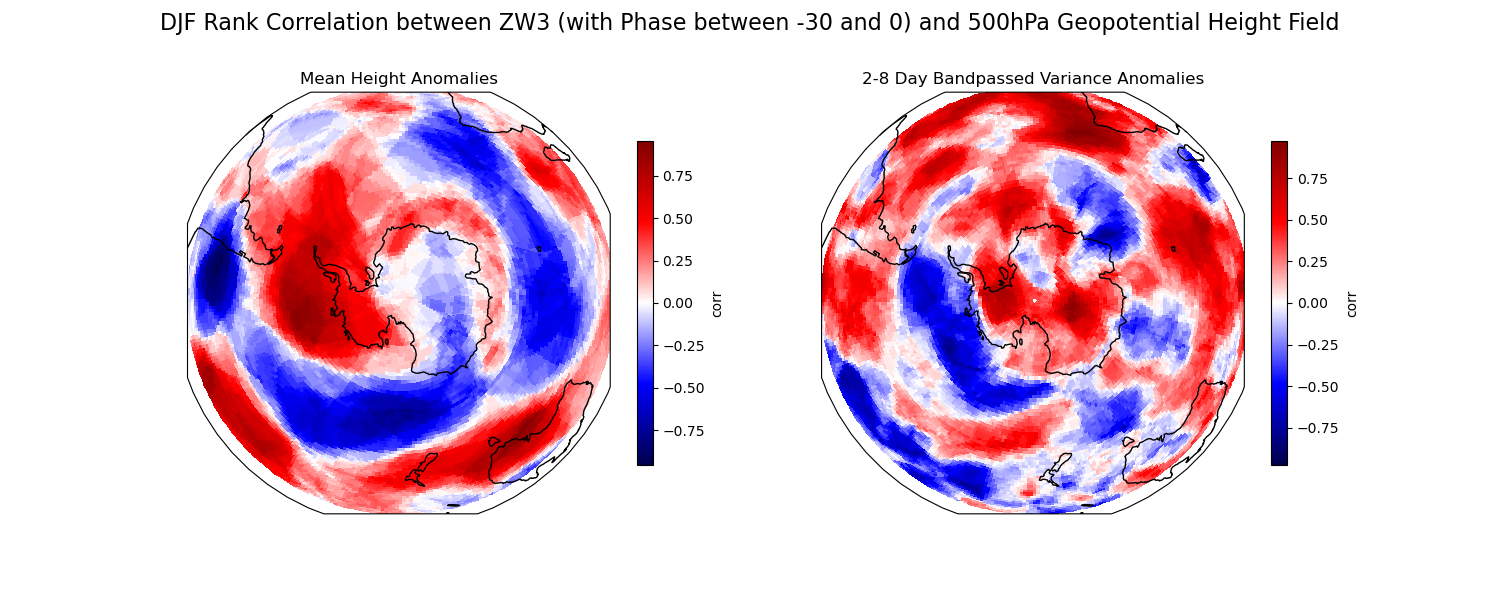 DJF Rank Correlation between ZW3 (with Phase between -30 and 0) and 500hPa Geopotential Height Field
Mean Height Anomalies
0.75
0.50
0.25
0.00
−0.25
−0.50
−0.75
corr
2-8 Day Bandpassed Variance Anomalies
0.75
0.50
0.25
0.00
−0.25
−0.50
−0.75
corr